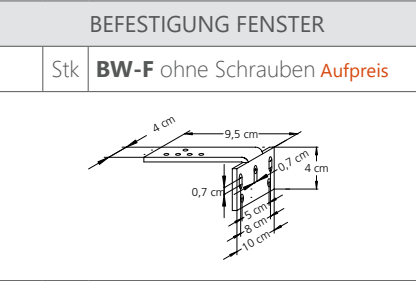 BEFESTIGUNG FENSTER
Stk BW-F ohne Schrauben Aufpreis
4 cm
9,5 cm
0,7 cm
4 cm
0,7 cm
5 cm
8 cm
10 cm